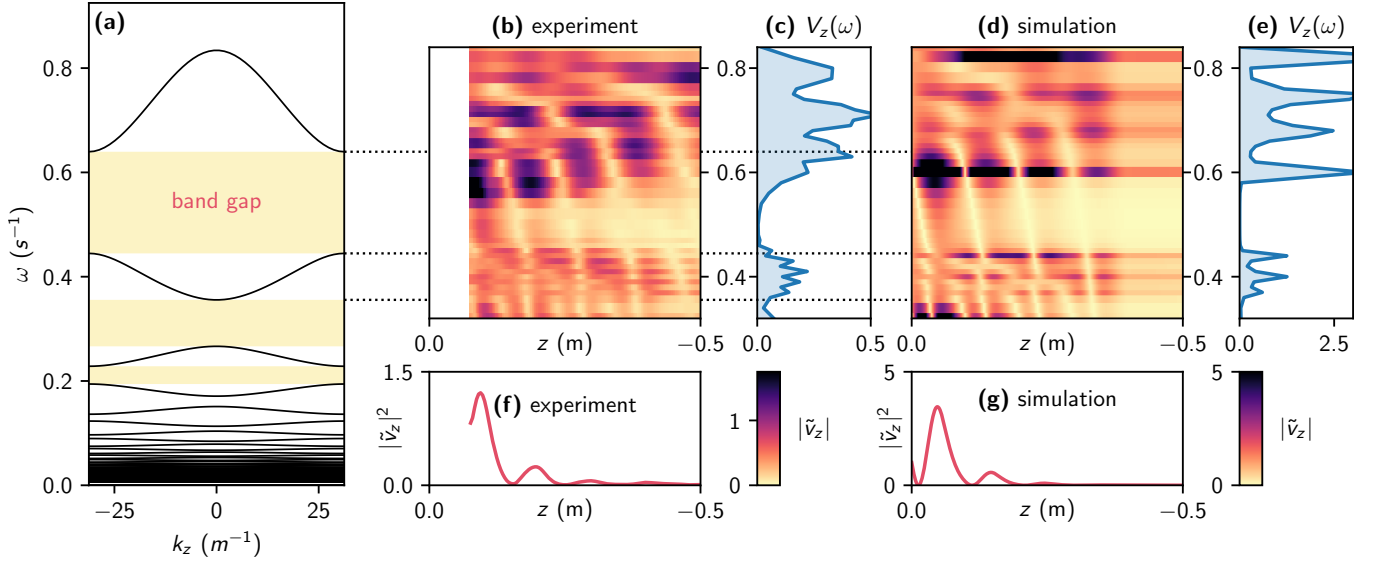 (a)
ω (s⁻¹)
0.8
0.6
0.4
0.2
0.0
band gap
−25
0
25
k_z (m⁻¹)
(b) experiment
0.0
z (m)
−0.5
(c) V_z(ω)
0.8
0.6
0.4
0.0
0.5
(d) simulation
0.0
z (m)
−0.5
(e) V_z(ω)
0.8
0.6
0.4
0
2.5
|ṽ_z|²
1.5
0.0
(f) experiment
0.0
z (m)
−0.5
1
0
|ṽ_z|
|ṽ_z|²
5
0
(g) simulation
0.0
z (m)
−0.5
5
0
|ṽ_z|